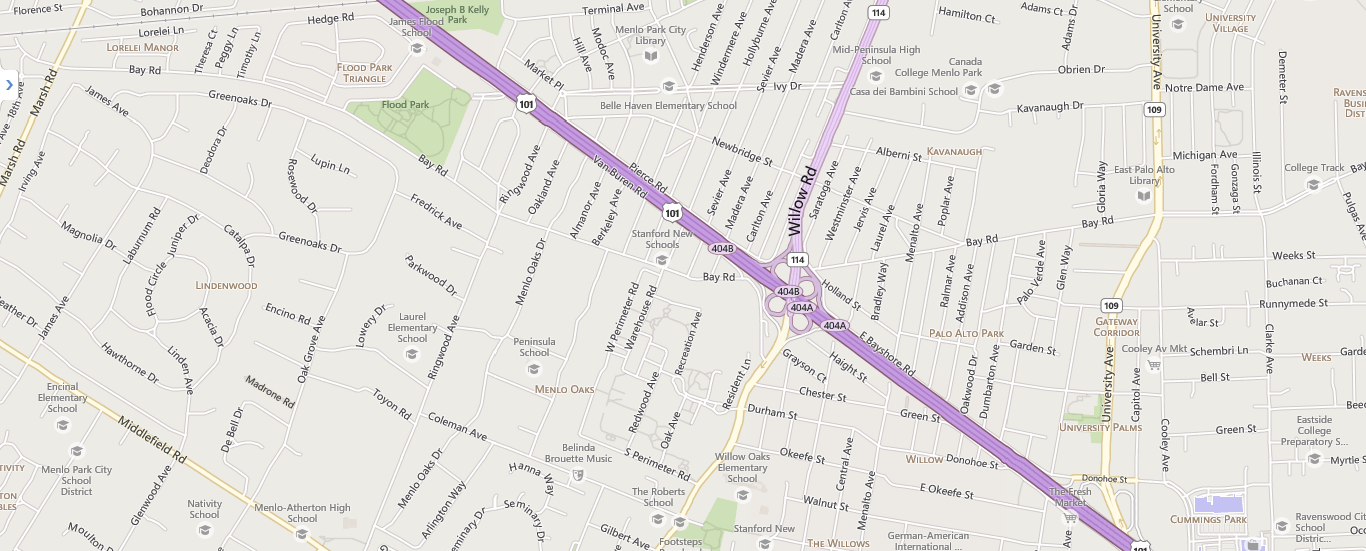 Florence St
Bohannon Dr
Hedge Rd
James Flood
School
Joseph B Kelly
Park
Terminal Ave
Menlo Park City
Library
Modoc Ave
Hill Ave
Henderson Ave
Windermere Ave
Hollyburne Ave
Sevier Ave
Madera Ave
Carlton Av
114
Hamilton Ct
Adams Ct
Adams Dr
University Ave
UNIVERSITY
VILLAGE
Demeter St
Lorelei Ln
LORELEI MANOR
Bay Rd
Theresa Ct
Peggy Ln
Timothy Ln
FLOOD PARK
TRIANGLE
Market Pl
Mid-Peninsula High
School
Canada
College Menlo Park
Casa dei Bambini School
Obrien Dr
Notre Dame Ave
Ivy Dr
Belle Haven Elementary School
Kavanaugh Dr
109
Marsh Rd
Marsh Rd
18th Ave
James Ave
Greenoaks Dr
Flood Park
101
Newbridge St
Alberni St
KAVANAUGH
Michigan Ave
Illinois St
College Track
East Palo Alto
Library
Gloria Way
Fordham St
Gonzaga St
Pulgas Ave
Irving Ave
Deodora Dr
Lupin Ln
Rosewood Dr
Bay Rd
Ringwood Ave
Oakland Ave
Van Buren Rd
Pierce Rd
Almanor Ave
Berkeley Ave
Sevier Ave
Madera Ave
Carlton Ave
Willow Rd
Saratoga Ave
Westminster Ave
Jervis Ave
Laurel Ave
Menalto Ave
Poplar Ave
Fredrick Ave
101
Stanford New
Schools
404B
Magnolia Dr
Laburnum Rd
Juniper Dr
Flood Circle
Catalpa Dr
Greenoaks Dr
Parkwood Dr
Menlo Oaks Dr
Bay Rd
114
Bay Rd
Weeks St
Buchanan Ct
Runnymede St
LINDENWOOD
404B
404A
404A
Holland St
Bradley Way
Ralmar Ave
Addison Ave
Palo Verde Ave
Glen Way
109
GATEWAY
CORRIDOR
Cooley Av Mkt
Schembri Ln
Clarke Ave
WEEKS
James Ave
Acacia Dr
Encino Rd
Oak Grove Ave
Lowery Dr
Laurel
Elementary
School
Ringwood Ave
W Perimeter Rd
Warehouse Rd
Recreation Ave
E Bayshore Rd
PALO ALTO PARK
Garden St
Hawthorne Dr
Linden Ave
Peninsula
School
MENLO OAKS
Grayson Ct
Haight St
Oakwood Dr
Dumbarton Ave
University Ave
Capitol Ave
Bell St
Encinal
Elementary
School
Madrone Rd
De Bell Dr
Toyon Rd
Coleman Ave
Redwood Ave
Oak Ave
Resident Ln
Chester St
Durham St
Green St
UNIVERSITY PALMS
Cooley Ave
Green St
Eastside
College
Preparatory S...
Middlefield Rd
Menlo Park City
School
District
Glenwood Ave
Belinda
Brouette Music
S Perimeter Rd
Willow Oaks
Elementary
School
Okeefe St
Central Ave
Menalto Ave
WILLOW
Donohoe St
Donohoe St
E Okeefe St
Menlo Oaks Dr
Arlington Way
Hanna Way
Seminary Dr
The Roberts
School
Walnut St
The Fresh
Market
CUMMINGS PARK
Ravenswood City
School
Distric...
Nativity
School
Menlo-Atherton High
School
Gilbert Ave
Footsteps
Stanford New
THE WILLOWS
German-American
International ...